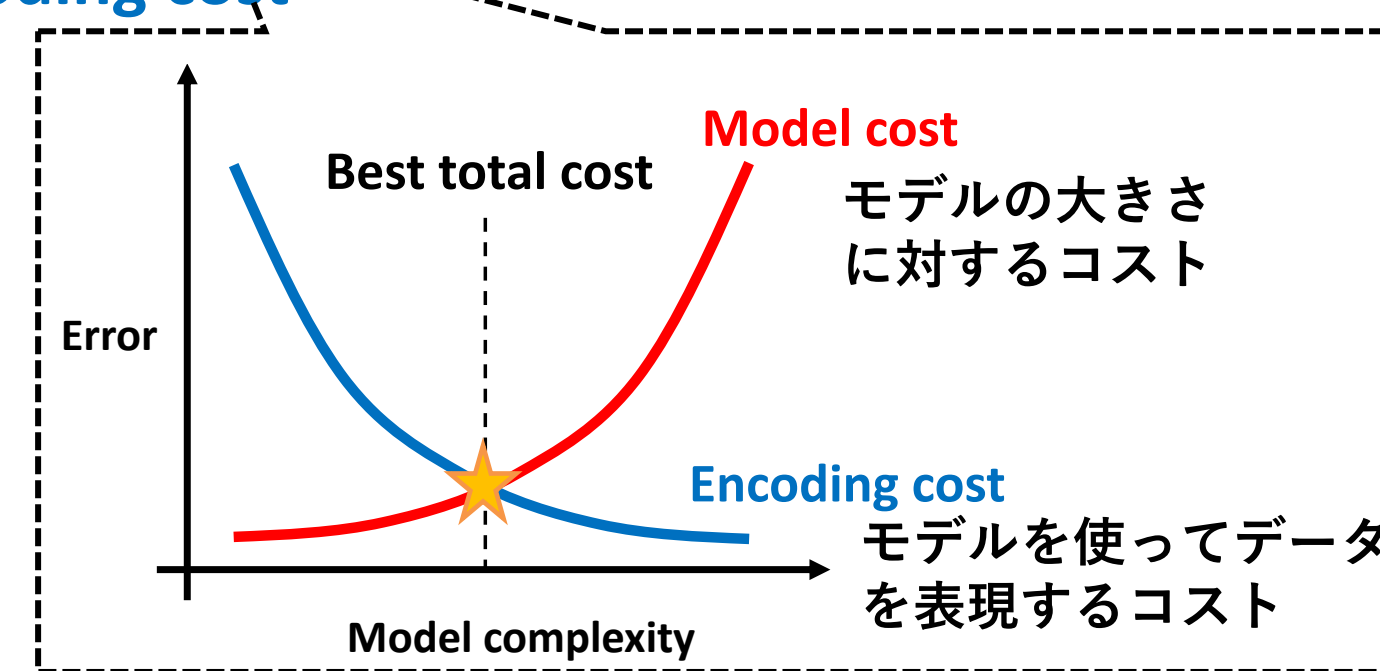 cost
Model cost
Best total cost
モデルの大きさ
に対するコスト
Error
Encoding cost
モデルを使ってデータ
を表現するコスト
Model complexity